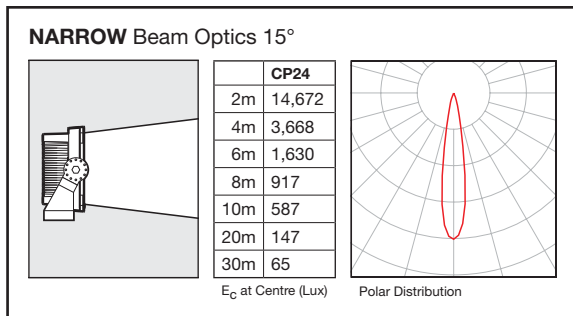 NARROW Beam Optics 15°
CP24
2m 14,672
4m 3,668
6m 1,630
8m 917
10m 587
20m 147
30m 65
EC at Centre (Lux)
Polar Distribution